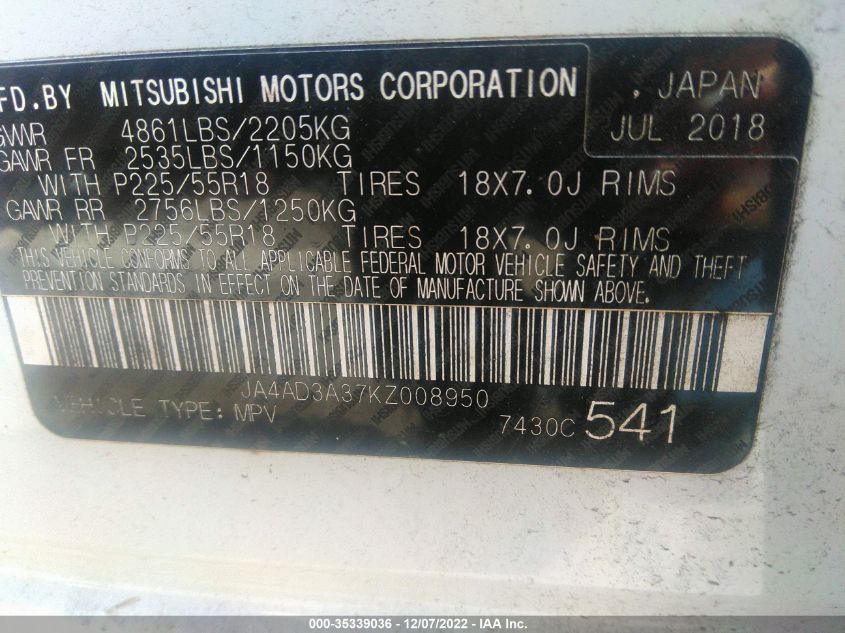 FD.BY MITSUBISHI MOTORS CORPORATION , JAPAN
GVWR 4861LBS/2205KG JUL 2018
GAWR FR 2535LBS/1150KG
WITH P225/55R18 TIRES 18X7.0J RIMS
GAWR RR 2756LBS/1250KG
WITH P225/55R18 TIRES 18X7.0J RIMS
THIS VEHICLE CONFORMS TO ALL APPLICABLE FEDERAL MOTOR VEHICLE SAFETY AND THEFT
PREVENTION STANDARDS IN EFFECT ON THE DATE OF MANUFACTURE SHOWN ABOVE.
JA4AD3A37KZ008950
VEHICLE TYPE: MPV 7430C 541
000-35339036 - 12/07/2022 - IAA Inc.